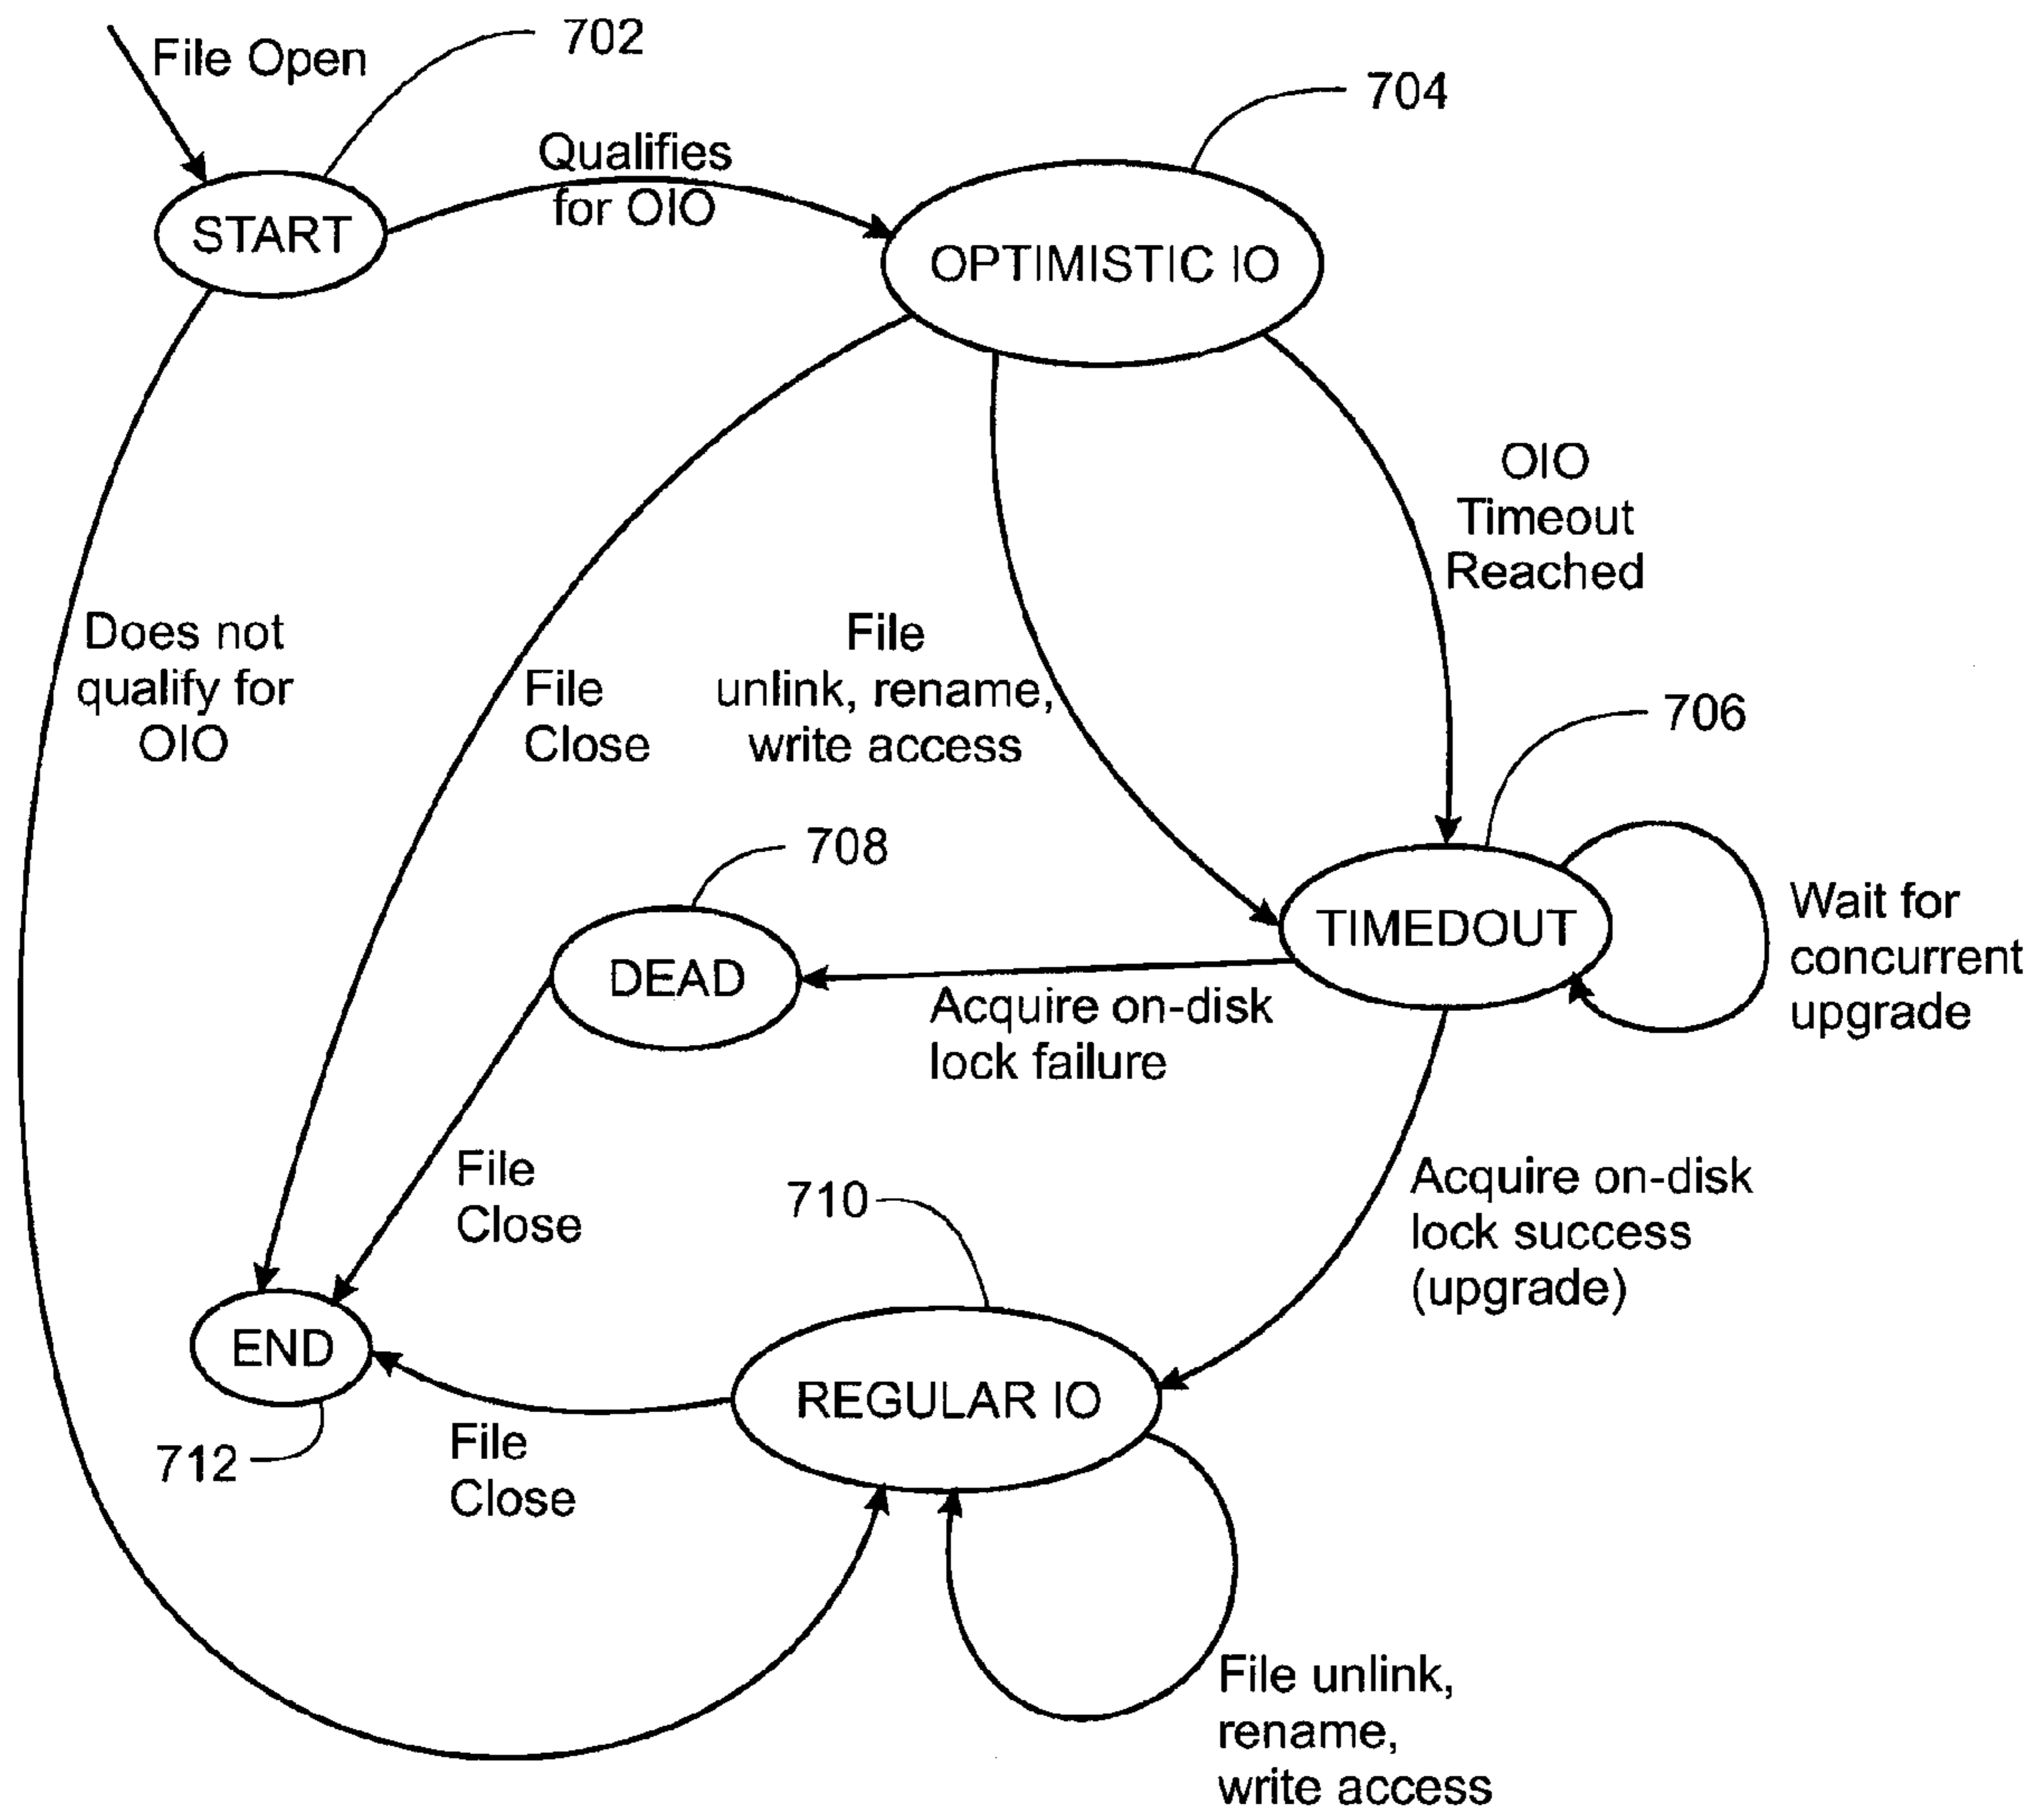 File Open
702
704
Qualifies
for OIO
START
OPTIMISTIC IO
OIO
Timeout
Reached
Does not
qualify for
OIO
File
Close
File
unlink, rename,
write access
706
708
TIMEDOUT
Wait for
concurrent
upgrade
DEAD
Acquire on-disk
lock failure
File
Close
710
Acquire on-disk
lock success
(upgrade)
END
REGULAR IO
712
File
Close
File unlink,
rename,
write access